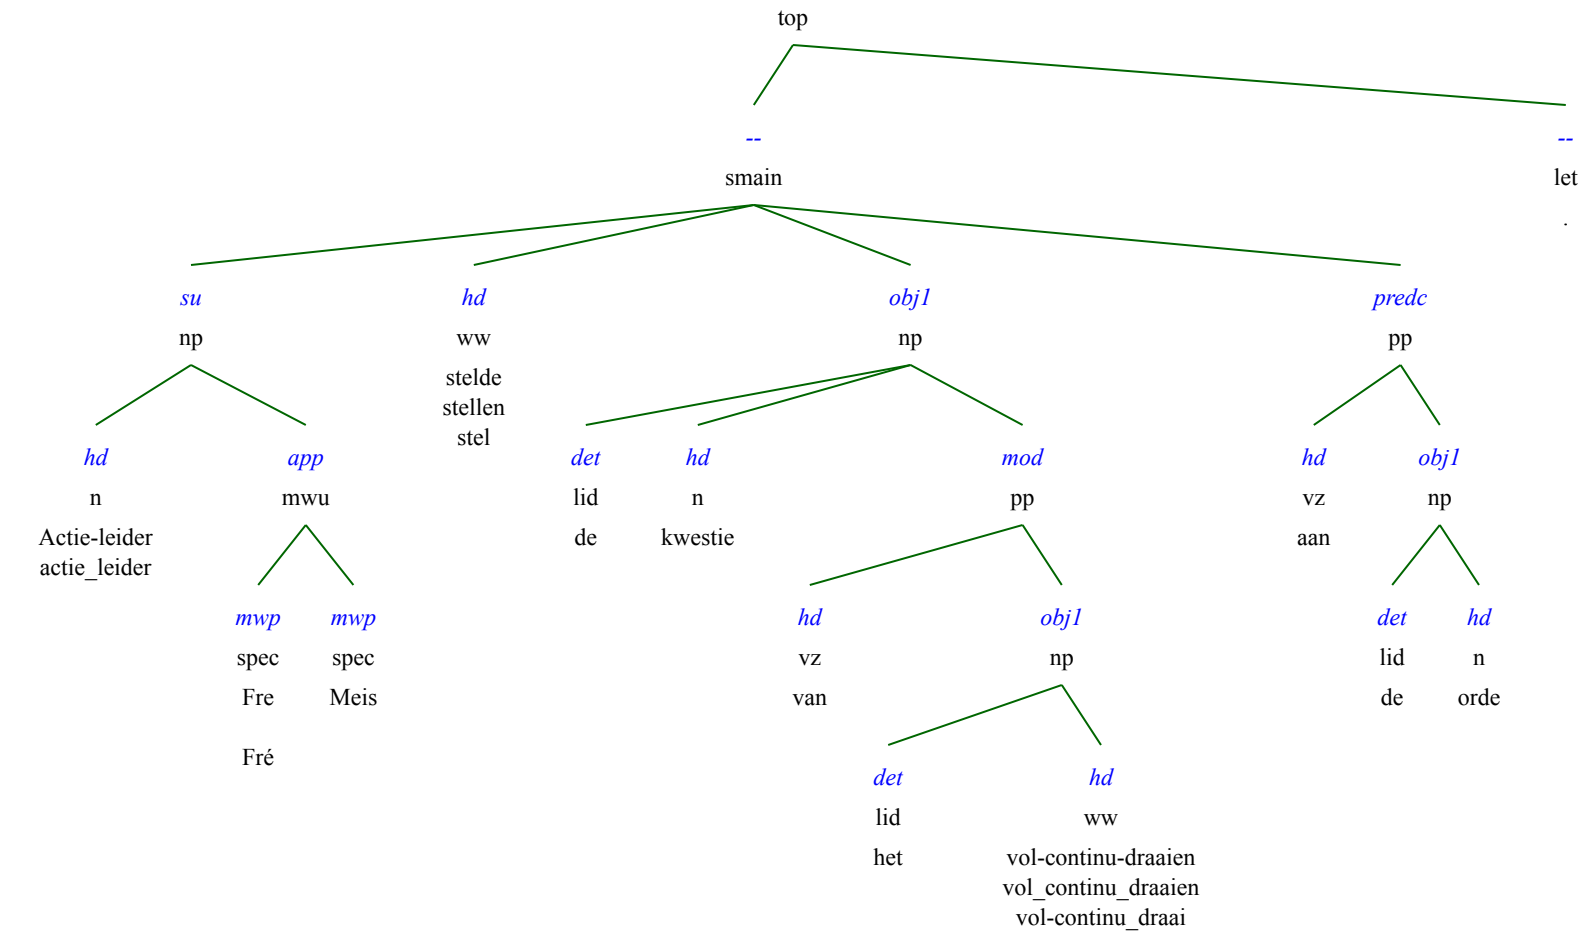 top
-- --
smain let
.
su hd obj1 predc
np ww np pp
stelde
stellen
stel
hd app det hd mod hd obj1
n mwu lid n pp vz np
Actie-leider de kwestie aan
actie_leider
mwp mwp hd obj1 det hd
spec spec vz np lid n
Fre Meis van de orde
Fré
det hd
lid ww
het vol-continu-draaien
vol_continu_draaien
vol-continu_draai